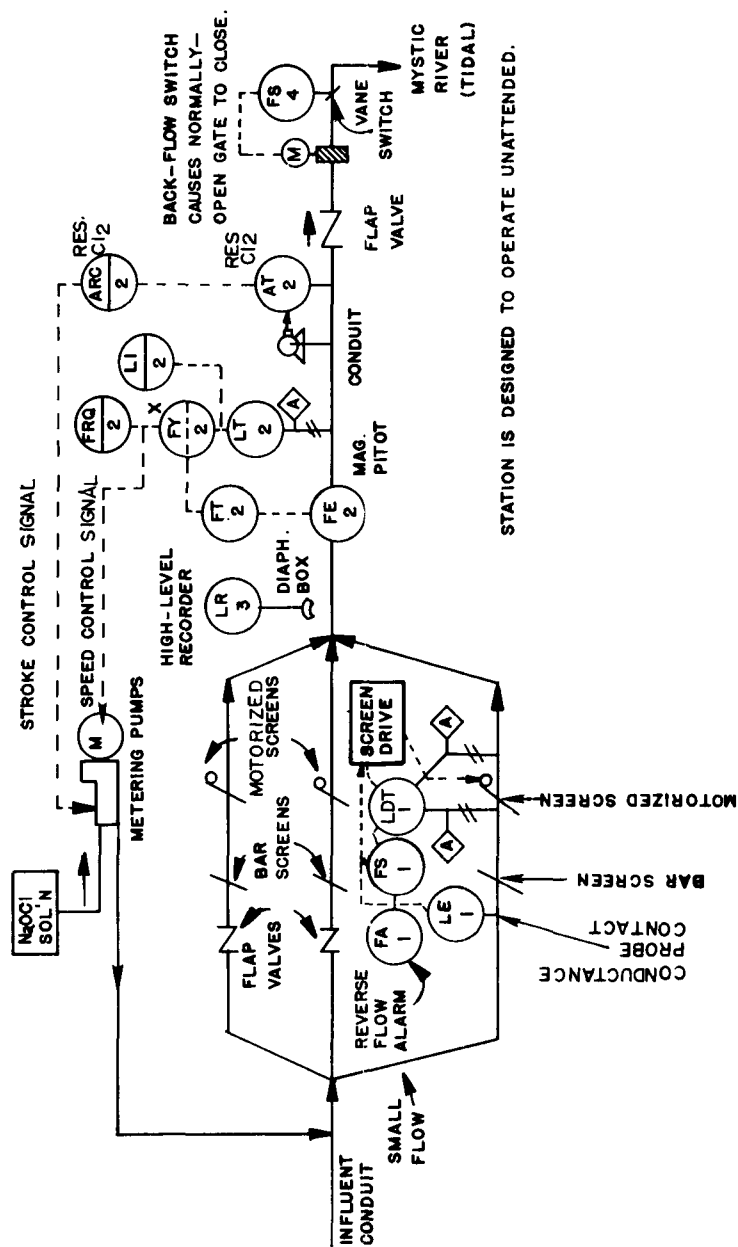 NaOCl
SOL'N
STROKE CONTROL SIGNAL
SPEED CONTROL SIGNAL
M
METERING PUMPS
HIGH-LEVEL
RECORDER
LR
3
DIAPH.
BOX
FRQ
2
LI
2
FY
2
X
FT
2
LT
2
A
FE
2
MAG.
PITOT
ARC
2
RES.
Cl2
AT
2
RES
Cl2
CONDUIT
BACK-FLOW SWITCH
CAUSES NORMALLY-
OPEN GATE TO CLOSE.
FS
4
M
VANE
SWITCH
FLAP
VALVE
MYSTIC
RIVER
(TIDAL)
INFLUENT
CONDUIT
SMALL
FLOW
FLAP
VALVES
BAR
SCREENS
MOTORIZED
SCREENS
REVERSE
FLOW
ALARM
FA
1
FS
1
LDT
1
LE
1
SCREEN
DRIVE
A
A
CONDUCTANCE
PROBE
CONTACT
BAR SCREEN
MOTORIZED SCREEN
STATION IS DESIGNED TO OPERATE UNATTENDED.